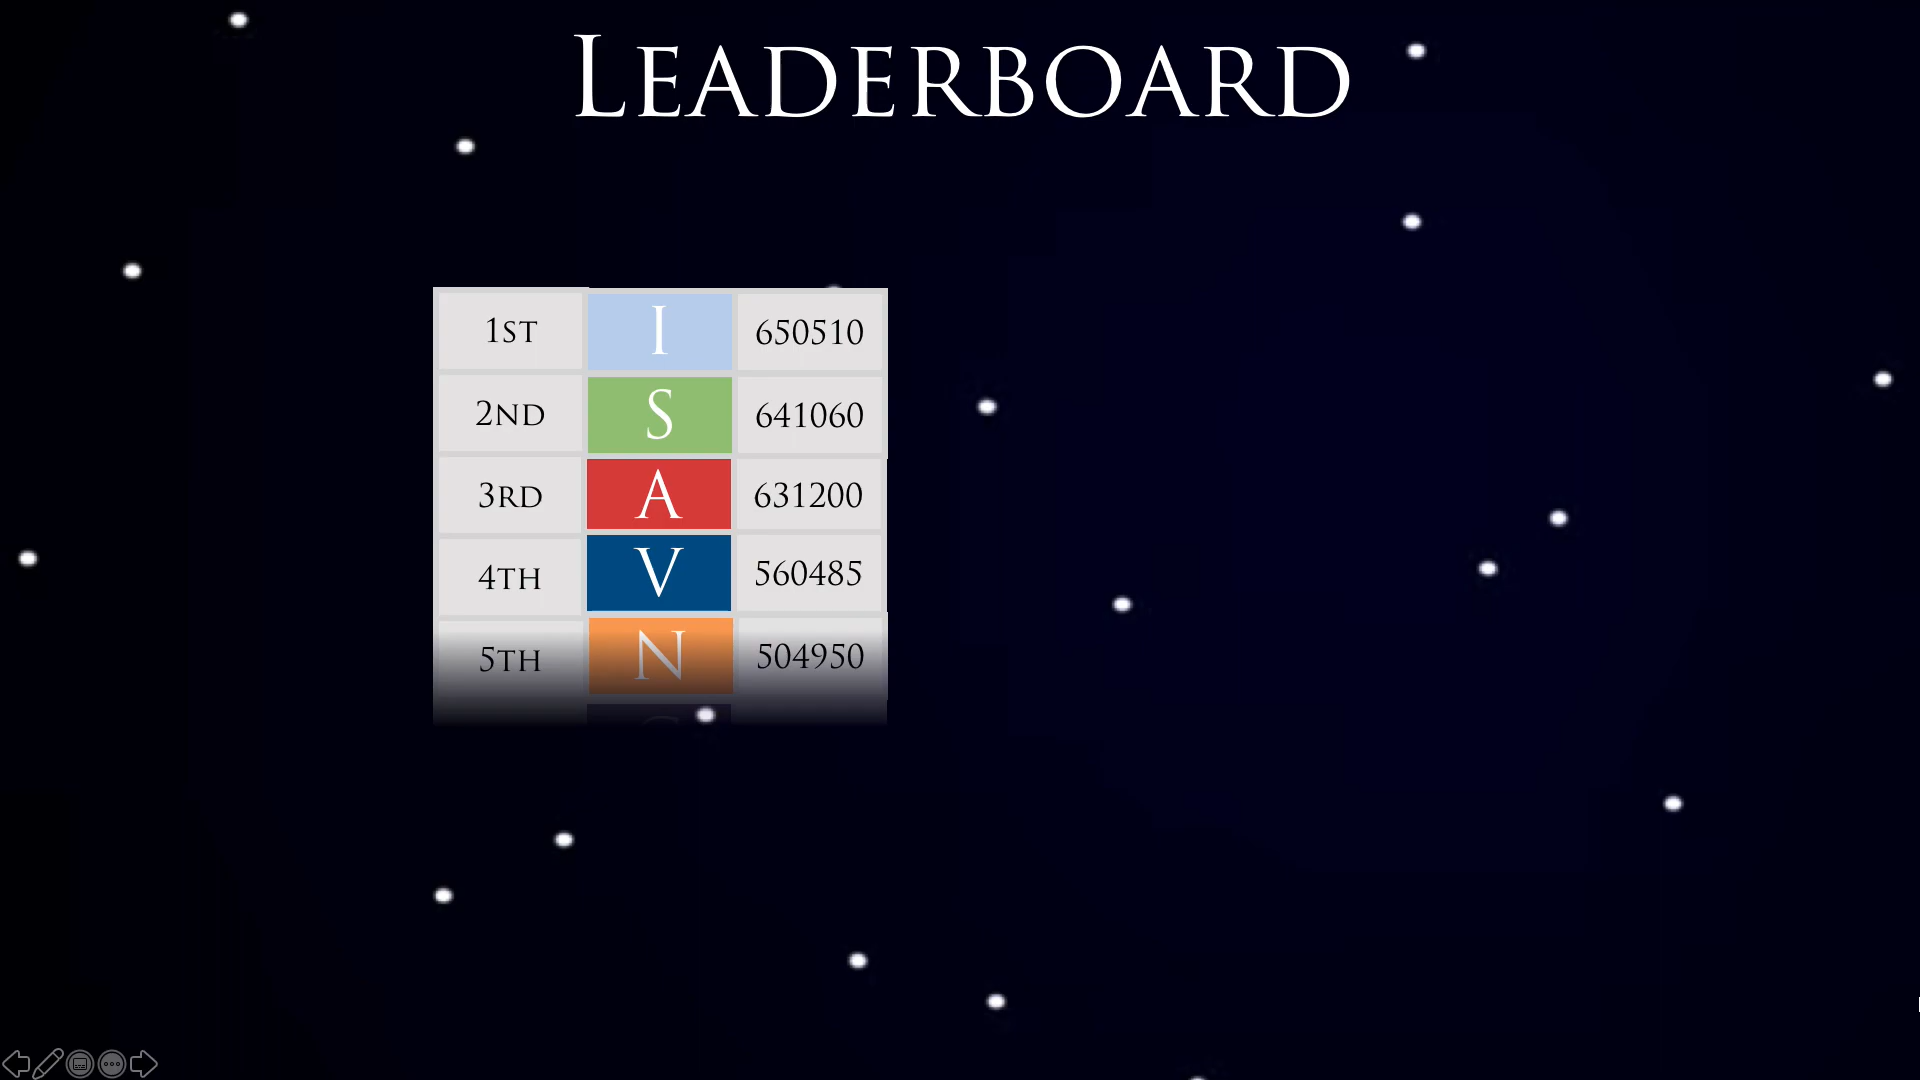 LEADERBOARD
1ST I 650510
2ND S 641060
3RD A 631200
4TH V 560485
5TH N 504950